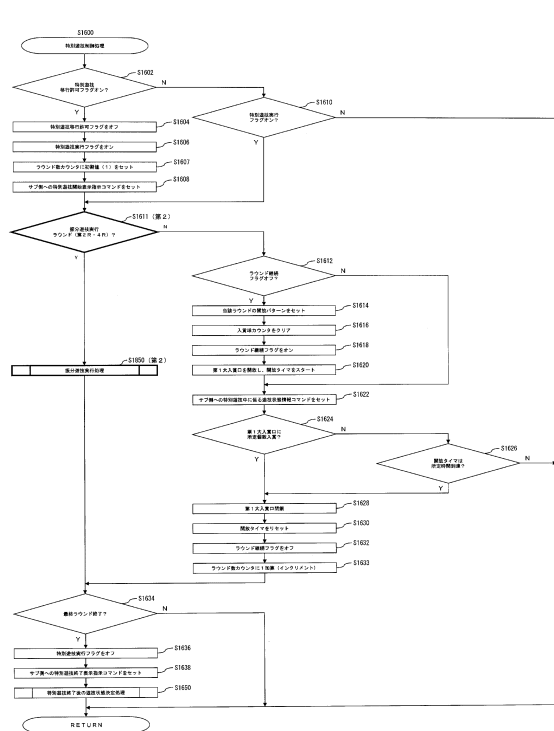 S1600
特別遊技制御処理
S1602
特別遊技
移行許可フラグオン?
N
Y
S1610
特別遊技実行
フラグオン?
N
Y
特別遊技移行許可フラグをオフ
S1604
特別遊技実行フラグをオン
S1606
ラウンド数カウンタに初期値(1)をセット
S1607
サブ側への特別遊技開始表示指示コマンドをセット
S1608
S1611(第2)
振分遊技実行
ラウンド(第2R・4R)?
N
Y
S1612
ラウンド継続
フラグオフ?
N
Y
当該ラウンドの開放パターンをセット
S1614
入賞球カウンタをクリア
S1616
ラウンド継続フラグをオン
S1618
第1大入賞口を開放し、開放タイマをスタート
S1620
S1850(第2)
振分遊技実行処理
サブ側への特別遊技中に係る遊技状態情報コマンドをセット
S1622
S1624
第1大入賞口に
所定個数入賞?
N
Y
S1626
開放タイマは
所定時間到達?
N
Y
第1大入賞口閉鎖
S1628
開放タイマをリセット
S1630
ラウンド継続フラグをオフ
S1632
ラウンド数カウンタに1加算(インクリメント)
S1633
S1634
最終ラウンド終了?
N
Y
特別遊技実行フラグをオフ
S1636
サブ側への特別遊技終了表示指示コマンドをセット
S1638
特別遊技終了後の遊技状態決定処理
S1650
RETURN